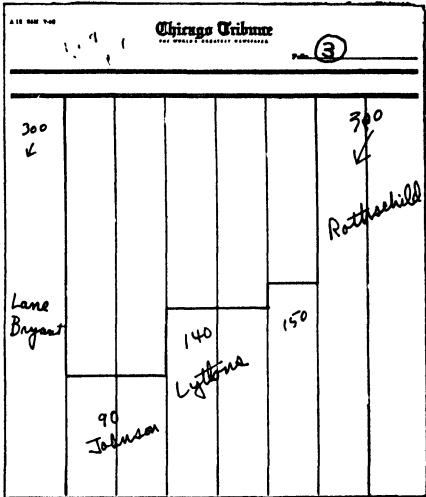 Chicago Tribune
THE WORLD'S GREATEST NEWSPAPER
3
300
300
Rothschild
Lane
Bryant
150
140
Lyttons
90
Johnson